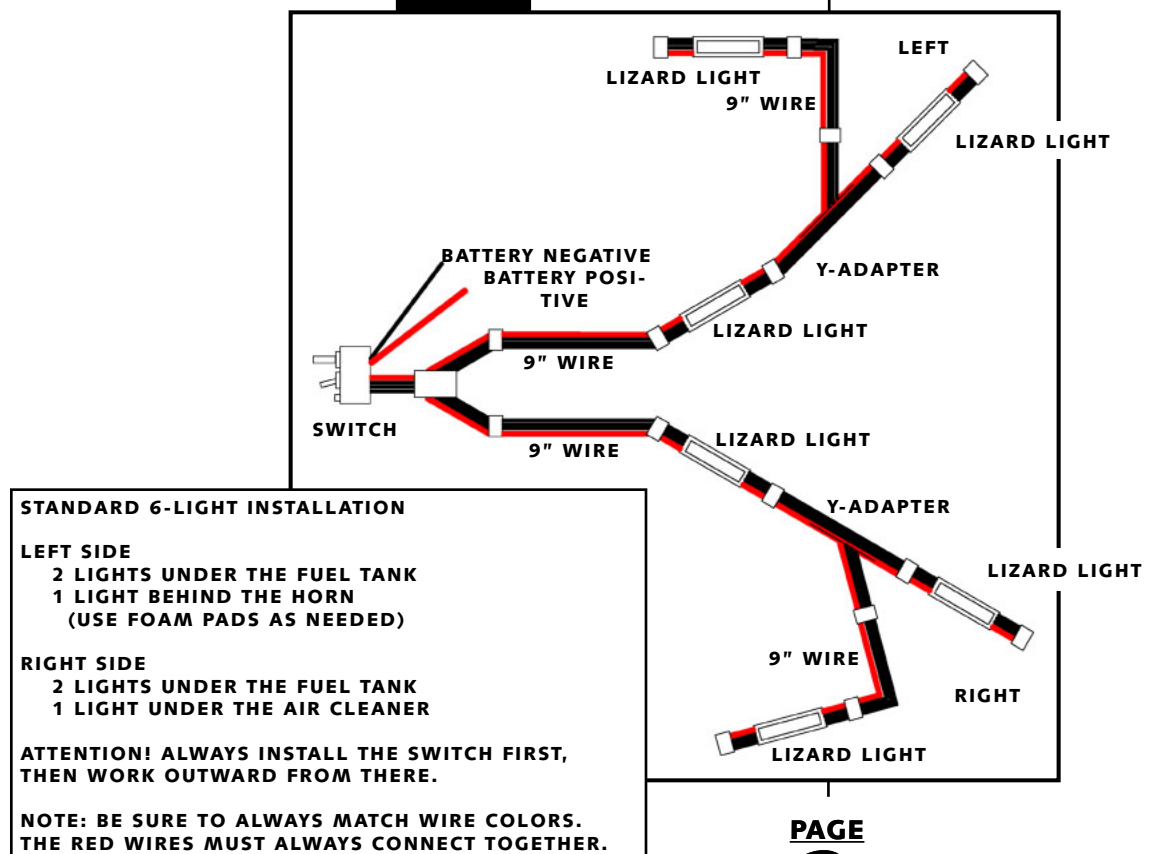 LEFT
LIZARD LIGHT
9" WIRE
LIZARD LIGHT
BATTERY NEGATIVE
BATTERY POSI-
TIVE
Y-ADAPTER
LIZARD LIGHT
9" WIRE
SWITCH
9" WIRE
LIZARD LIGHT
Y-ADAPTER
LIZARD LIGHT
9" WIRE
RIGHT
LIZARD LIGHT
STANDARD 6-LIGHT INSTALLATION
LEFT SIDE
2 LIGHTS UNDER THE FUEL TANK
1 LIGHT BEHIND THE HORN
(USE FOAM PADS AS NEEDED)
RIGHT SIDE
2 LIGHTS UNDER THE FUEL TANK
1 LIGHT UNDER THE AIR CLEANER
ATTENTION! ALWAYS INSTALL THE SWITCH FIRST,
THEN WORK OUTWARD FROM THERE.
NOTE: BE SURE TO ALWAYS MATCH WIRE COLORS.
THE RED WIRES MUST ALWAYS CONNECT TOGETHER.
PAGE